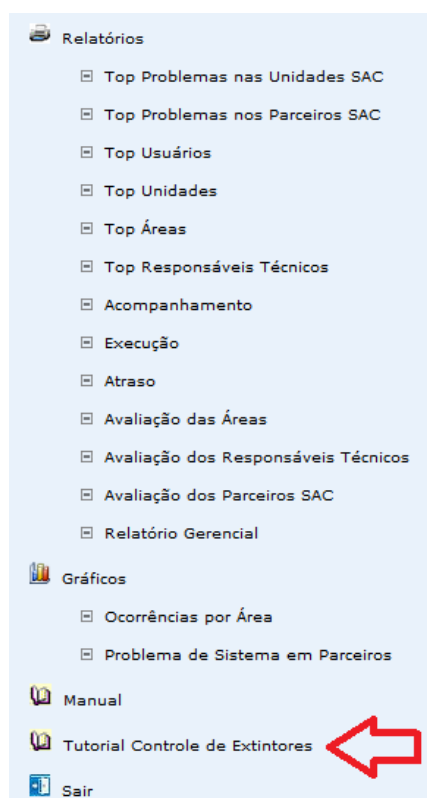 Relatórios
Top Problemas nas Unidades SAC
Top Problemas nos Parceiros SAC
Top Usuários
Top Unidades
Top Áreas
Top Responsáveis Técnicos
Acompanhamento
Execução
Atraso
Avaliação das Áreas
Avaliação dos Responsáveis Técnicos
Avaliação dos Parceiros SAC
Relatório Gerencial
Gráficos
Ocorrências por Área
Problema de Sistema em Parceiros
Manual
Tutorial Controle de Extintores
Sair